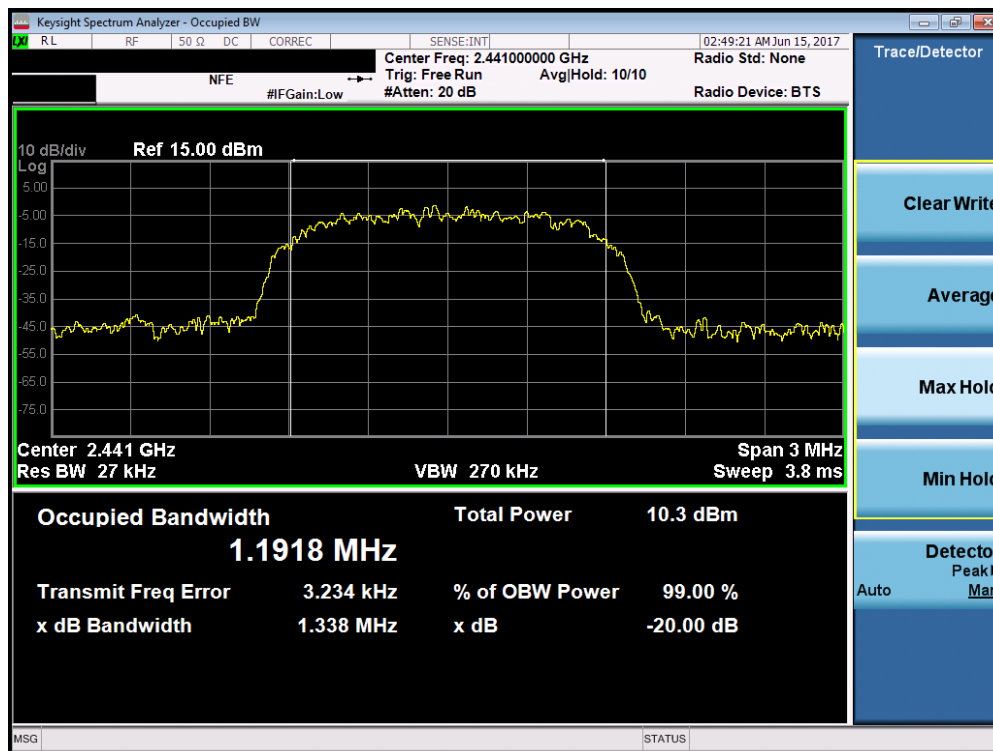 Keysight Spectrum Analyzer - Occupied BW
LXI RL RF 50 Ω DC CORREC SENSE:INT 02:49:21 AM Jun 15, 2017
Center Freq: 2.441000000 GHz Radio Std: None
NFE Trig: Free Run Avg|Hold: 10/10
#IFGain:Low #Atten: 20 dB Radio Device: BTS
10 dB/div Ref 15.00 dBm
Log
5.00
-5.00
-15.0
-25.0
-35.0
-45.0
-55.0
-65.0
-75.0
Center 2.441 GHz Span 3 MHz
Res BW 27 kHz VBW 270 kHz Sweep 3.8 ms
Occupied Bandwidth Total Power 10.3 dBm
1.1918 MHz
Transmit Freq Error 3.234 kHz % of OBW Power 99.00 %
x dB Bandwidth 1.338 MHz x dB -20.00 dB
MSG STATUS
Trace/Detector
Clear Write
Average
Max Hold
Min Hold
Detecto
Peak
Auto Man